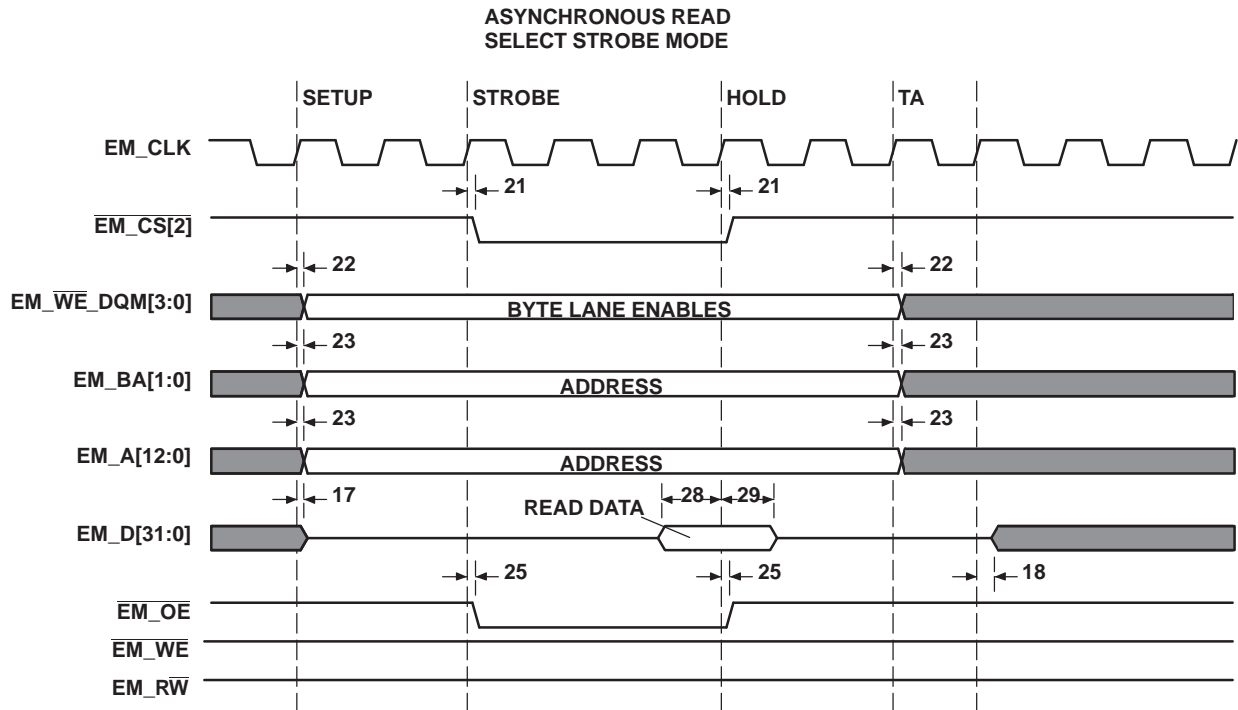 ASYNCHRONOUS READ
SELECT STROBE MODE
SETUP STROBE HOLD TA
EM_CLK
21 21
EM_CS[2]
22 22
EM_WE_DQM[3:0] BYTE LANE ENABLES
23 23
EM_BA[1:0] ADDRESS
23 23
EM_A[12:0] ADDRESS
17 28 29
READ DATA
EM_D[31:0]
25 25 18
EM_OE
EM_WE
EM_RW